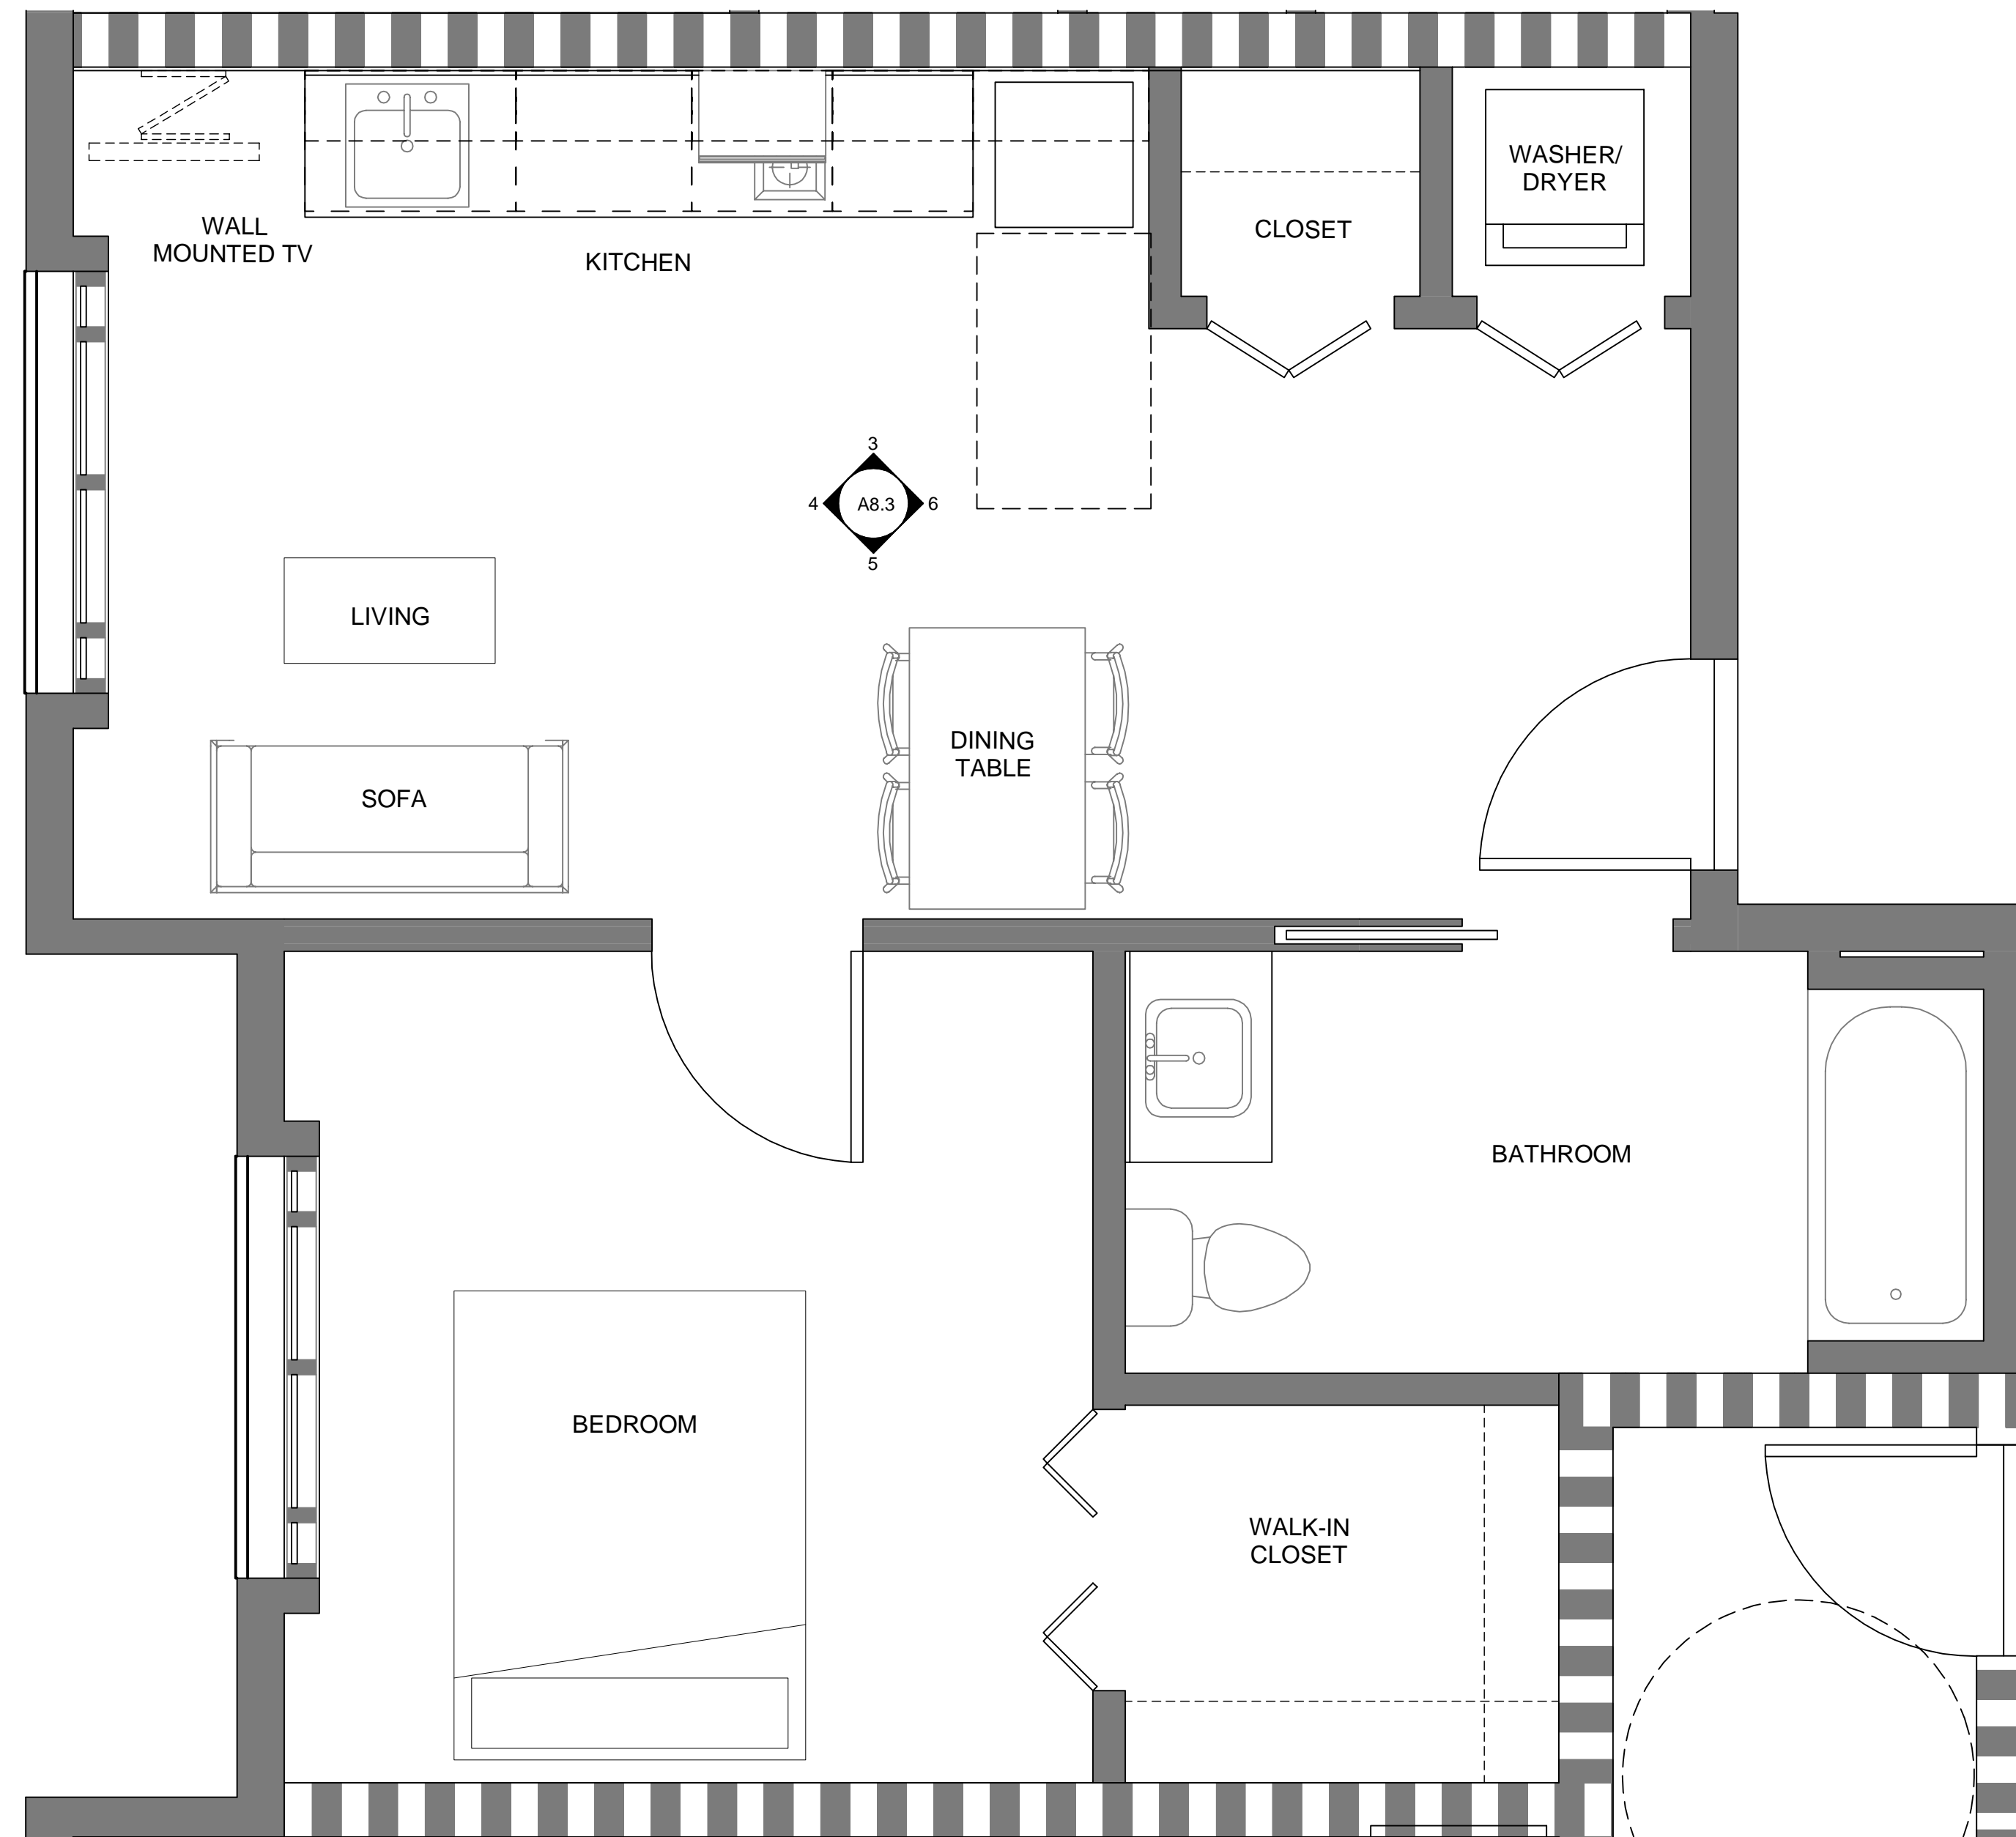 WASHER/
DRYER
WALL
MOUNTED TV
KITCHEN
CLOSET
3
4
A8.3
6
5
LIVING
DINING
TABLE
SOFA
BATHROOM
BEDROOM
WALK-IN
CLOSET